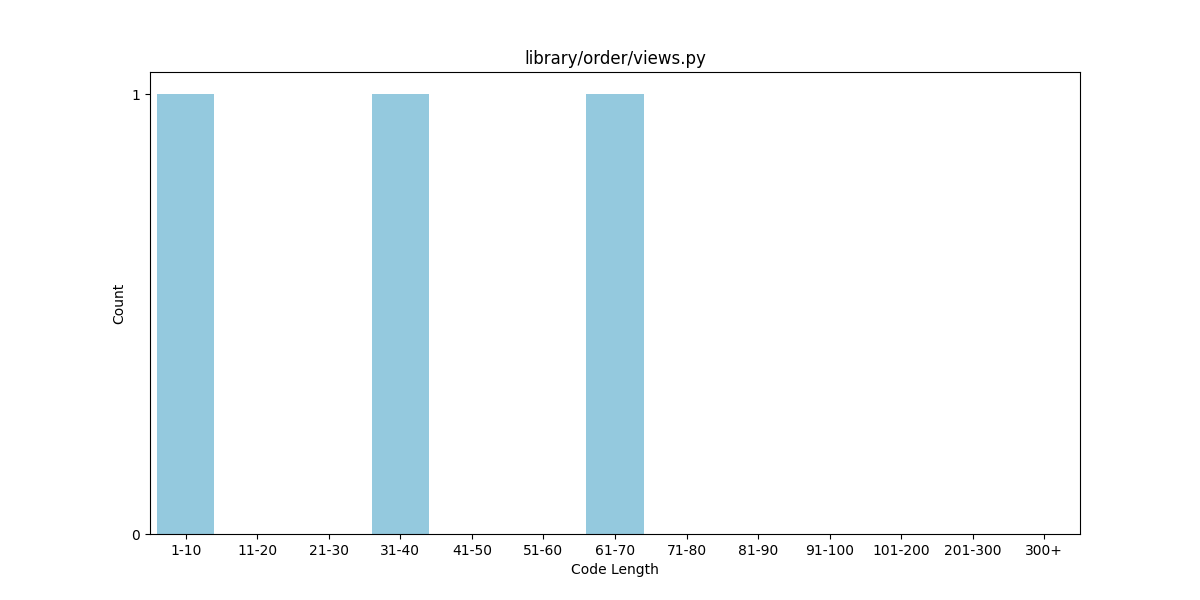 library/order/views.py
1
Count
0
1-10 11-20 21-30 31-40 41-50 51-60 61-70 71-80 81-90 91-100 101-200 201-300 300+
Code Length